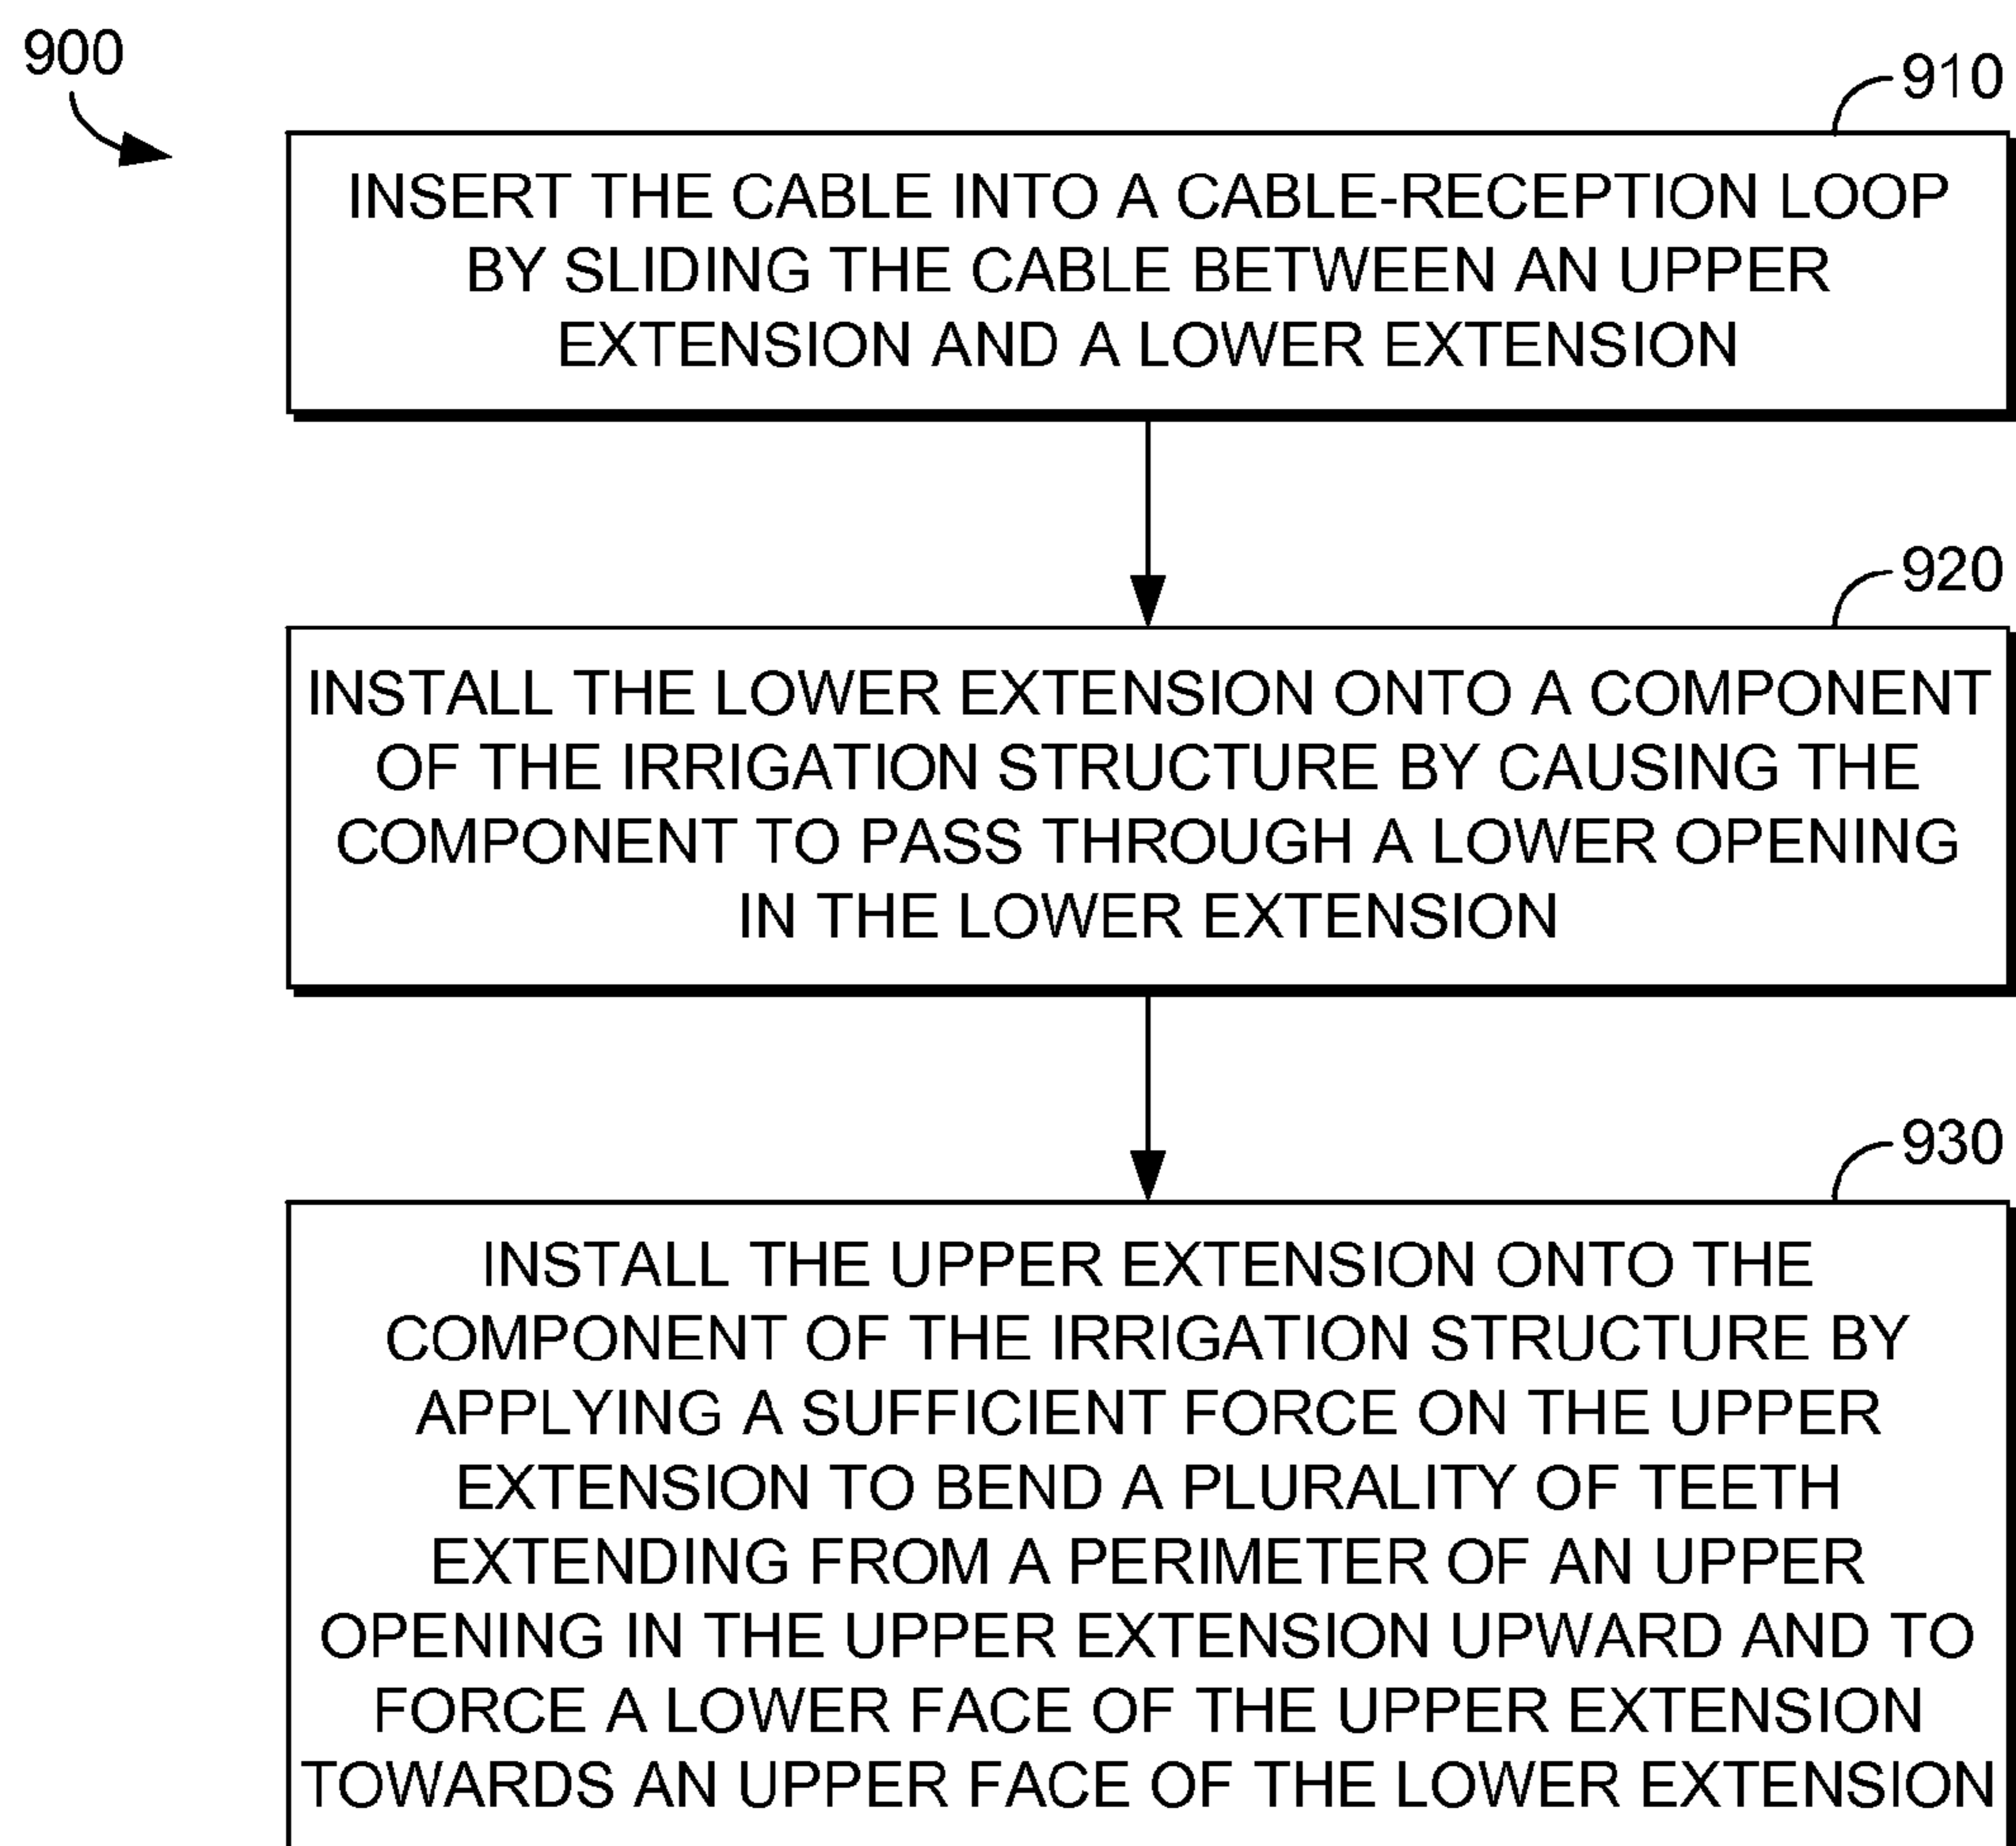 900
910
INSERT THE CABLE INTO A CABLE-RECEPTION LOOP
BY SLIDING THE CABLE BETWEEN AN UPPER
EXTENSION AND A LOWER EXTENSION
920
INSTALL THE LOWER EXTENSION ONTO A COMPONENT
OF THE IRRIGATION STRUCTURE BY CAUSING THE
COMPONENT TO PASS THROUGH A LOWER OPENING
IN THE LOWER EXTENSION
930
INSTALL THE UPPER EXTENSION ONTO THE
COMPONENT OF THE IRRIGATION STRUCTURE BY
APPLYING A SUFFICIENT FORCE ON THE UPPER
EXTENSION TO BEND A PLURALITY OF TEETH
EXTENDING FROM A PERIMETER OF AN UPPER
OPENING IN THE UPPER EXTENSION UPWARD AND TO
FORCE A LOWER FACE OF THE UPPER EXTENSION
TOWARDS AN UPPER FACE OF THE LOWER EXTENSION